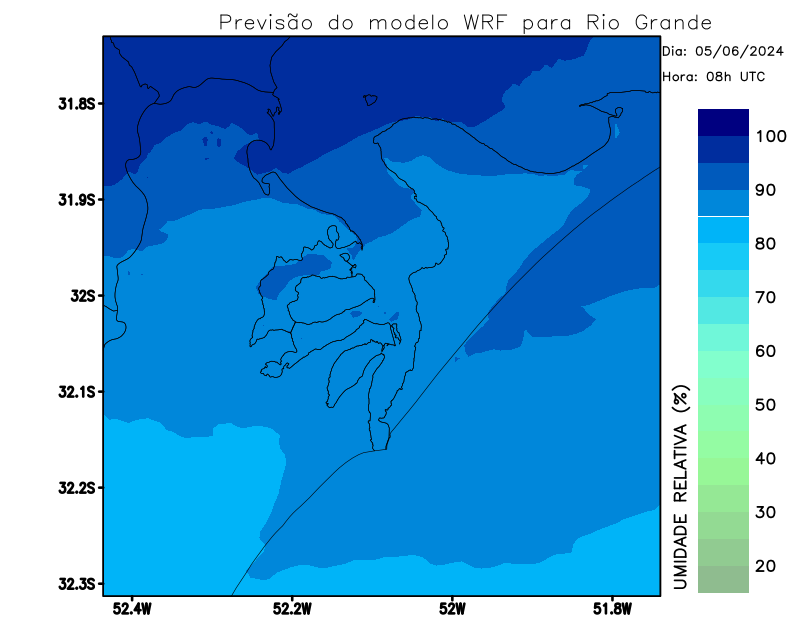 Previsão do modelo WRF para Rio Grande
Dia: 05/06/2024
Hora: 08h UTC
31.8S
31.9S
32S
32.1S
32.2S
32.3S
52.4W
52.2W
52W
51.8W
100
90
80
70
60
50
40
30
20
UMIDADE RELATIVA (%)